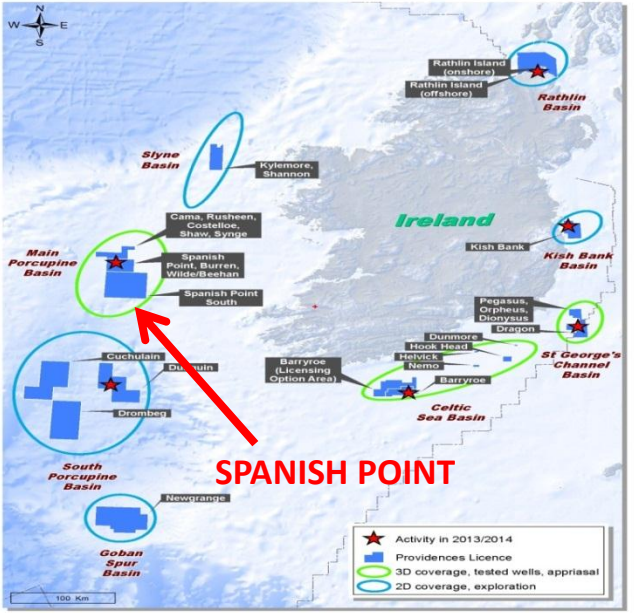 N
W
E
S
Rathlin Island
(onshore)
Rathlin Island
(offshore)
Rathlin
Basin
Slyne
Basin
Kylemore,
Shannon
Cama, Rusheen,
Costelloe,
Shaw, Synge
Ireland
Main
Porcupine
Basin
Spanish
Point, Burren,
Wilde/Beehan
Spanish Point
South
Kish Bank
Kish Bank
Basin
Pegasus,
Orpheus,
Dionysus
Dragon
St George's
Channel
Basin
Dunmore
Hook Head
Helvick
Nemo
Barryroe
(Licensing
Option Area)
Barryroe
Celtic
Sea Basin
Cuchulain
Drombeg
South
Porcupine
Basin
SPANISH POINT
Newgrange
Goban
Spur
Basin
Activity in 2013/2014
Providences Licence
3D coverage, tested wells, appriasal
2D coverage, exploration
100 Km